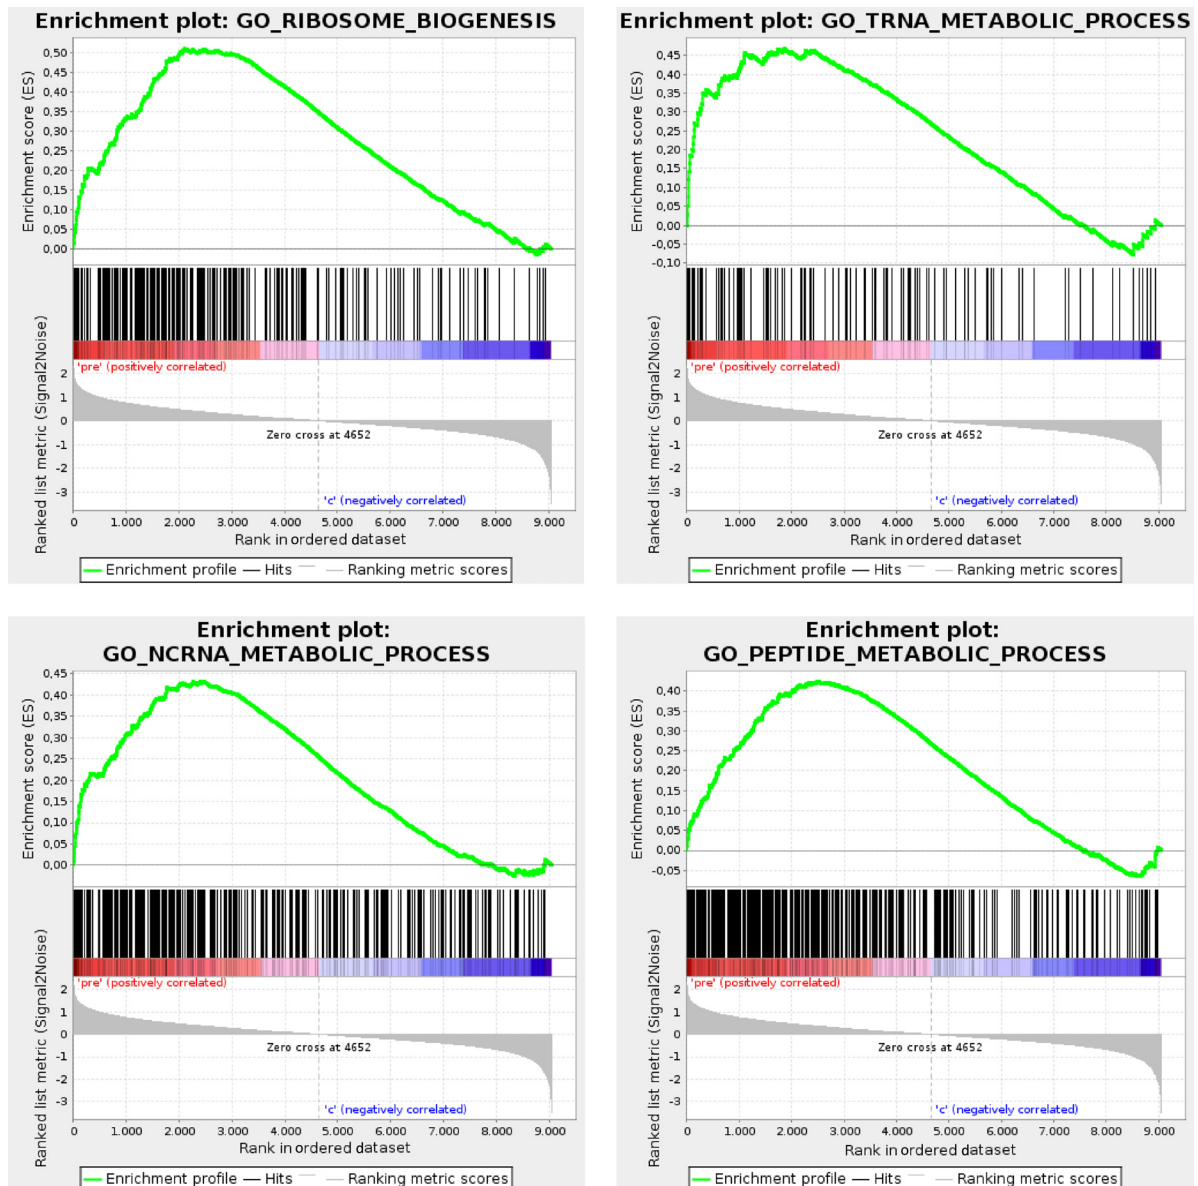 Enrichment plot: GO_RIBOSOME_BIOGENESIS
Enrichment score (ES)
0,50
0,45
0,40
0,35
0,30
0,25
0,20
0,15
0,10
0,05
0,00
'pre' (positively correlated)
Ranked list metric (Signal2Noise)
2
1
0
-1
-2
-3
Zero cross at 4652
'c' (negatively correlated)
0 1.000 2.000 3.000 4.000 5.000 6.000 7.000 8.000 9.000
Rank in ordered dataset
Enrichment profile Hits Ranking metric scores
Enrichment plot: GO_TRNA_METABOLIC_PROCESS
Enrichment score (ES)
0,45
0,40
0,35
0,30
0,25
0,20
0,15
0,10
0,05
0,00
-0,05
-0,10
'pre' (positively correlated)
Ranked list metric (Signal2Noise)
2
1
0
-1
-2
-3
Zero cross at 4652
'c' (negatively correlated)
0 1.000 2.000 3.000 4.000 5.000 6.000 7.000 8.000 9.000
Rank in ordered dataset
Enrichment profile Hits Ranking metric scores
Enrichment plot:
GO_NCRNA_METABOLIC_PROCESS
Enrichment score (ES)
0,45
0,40
0,35
0,30
0,25
0,20
0,15
0,10
0,05
0,00
'pre' (positively correlated)
Ranked list metric (Signal2Noise)
2
1
0
-1
-2
-3
Zero cross at 4652
'c' (negatively correlated)
0 1.000 2.000 3.000 4.000 5.000 6.000 7.000 8.000 9.000
Rank in ordered dataset
Enrichment profile Hits Ranking metric scores
Enrichment plot:
GO_PEPTIDE_METABOLIC_PROCESS
Enrichment score (ES)
0,40
0,35
0,30
0,25
0,20
0,15
0,10
0,05
0,00
-0,05
'pre' (positively correlated)
Ranked list metric (Signal2Noise)
2
1
0
-1
-2
-3
Zero cross at 4652
'c' (negatively correlated)
0 1.000 2.000 3.000 4.000 5.000 6.000 7.000 8.000 9.000
Rank in ordered dataset
Enrichment profile Hits Ranking metric scores